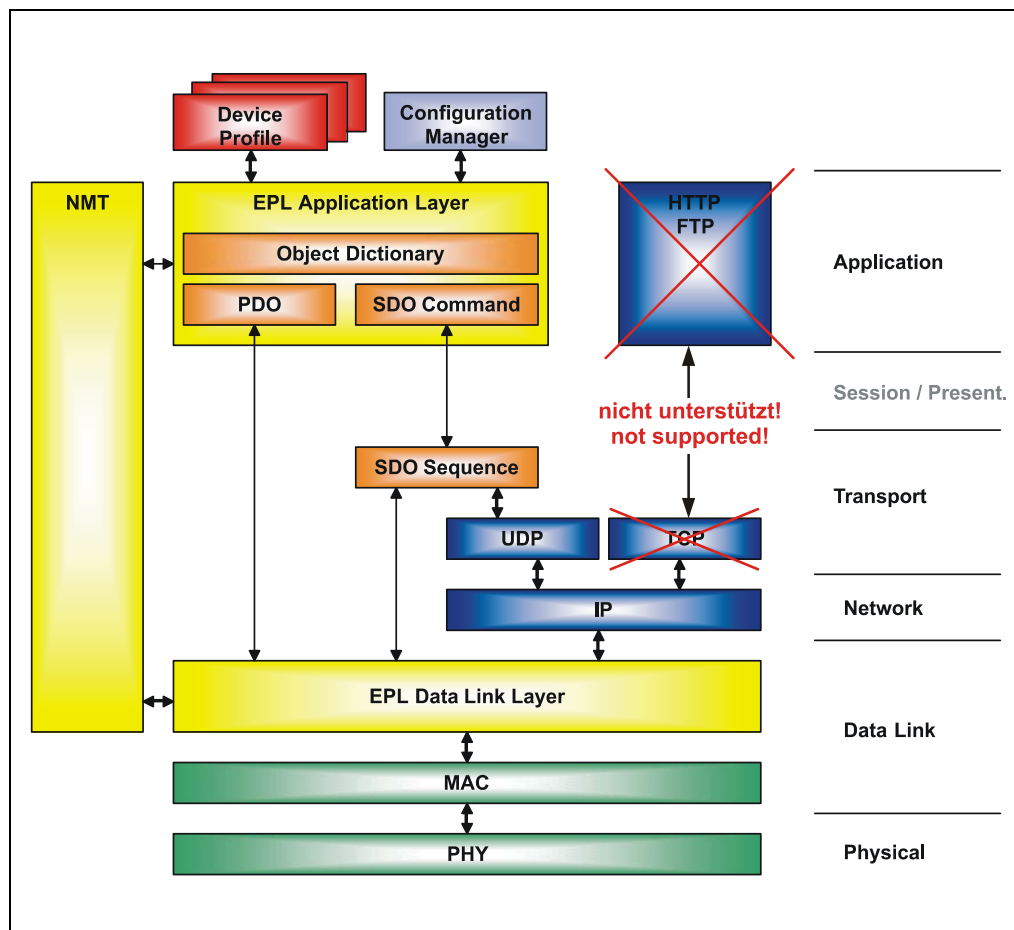 Device
Profile
Configuration
Manager
NMT
EPL Application Layer
HTTP
FTP
Object Dictionary
Application
PDO
SDO Command
Session / Present.
nicht unterstützt!
not supported!
SDO Sequence
Transport
UDP
TCP
IP
Network
EPL Data Link Layer
Data Link
MAC
PHY
Physical